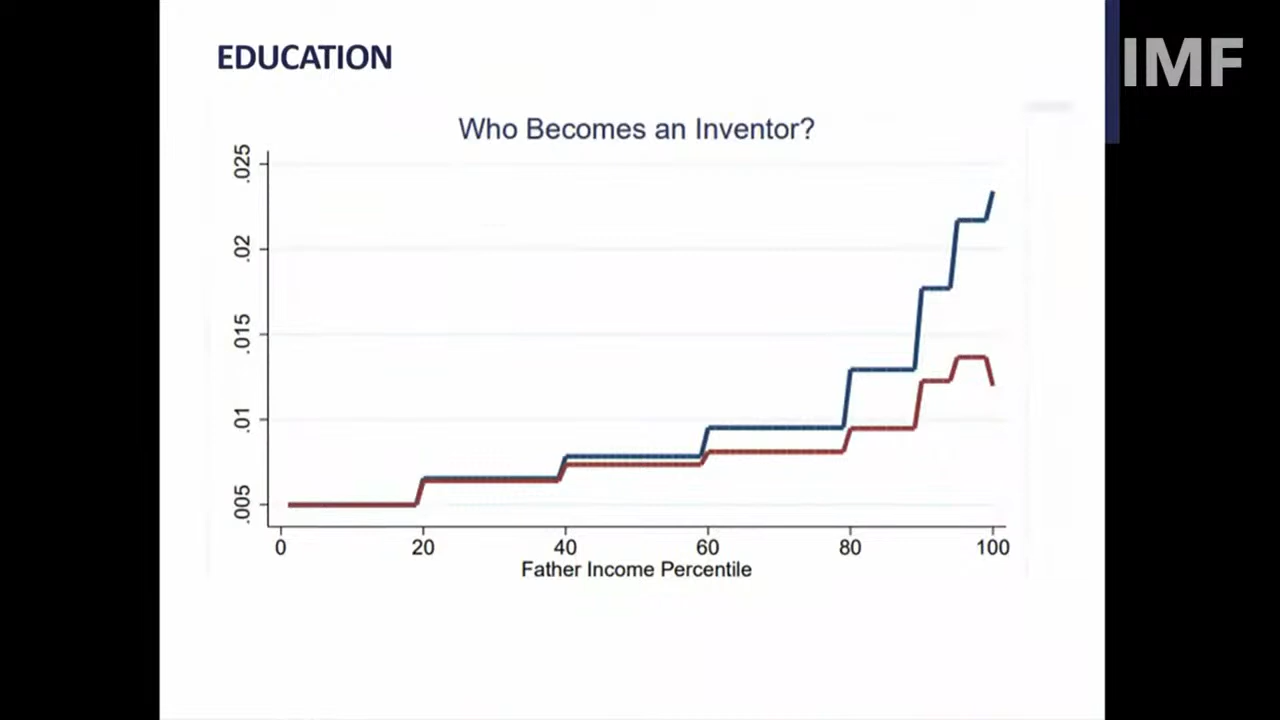 EDUCATION
IMF
Who Becomes an Inventor?
.025
.02
.015
.01
.005
0 20 40 60 80 100
Father Income Percentile